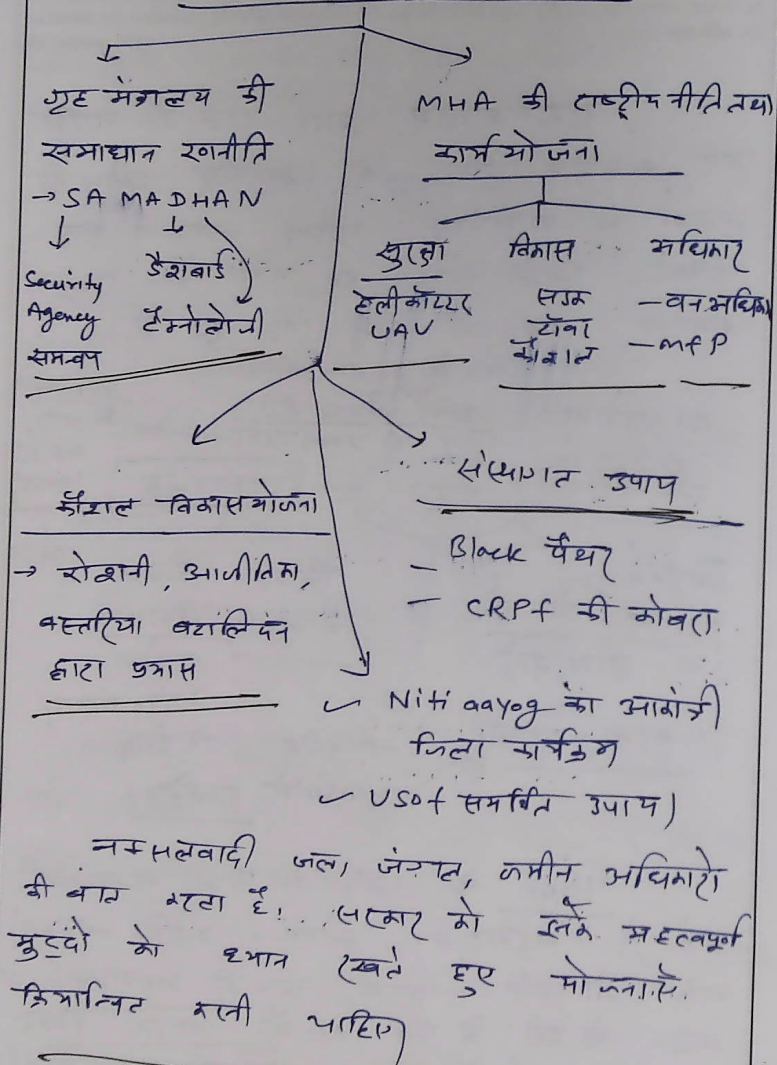 गृह मंत्रालय की
समाधान रणनीति
→ SAMADHAN
Security
Agency
समन्वय
डैशबोर्ड
टैक्नोलोजी
MHA की राष्ट्रीय नीति तथा
कार्य योजना
सुरक्षा
हेलीकॉप्टर
UAV
विकास
सड़क
टॉवर
कौशल
अधिकार
- वन अधिकार
- MFP
कौशल विकास योजना
→ रोशनी, आजीविका,
बस्तरिया बटालियन
द्वारा प्रयास
संस्थागत उपाय
- Black पैंथर
- CRPF की कोबरा
✓ Niti aayog का आकांक्षी
जिला कार्यक्रम
✓ USOF समर्थित उपाय)
नक्सलवादी जल, जंगल, जमीन अधिकारो
की बात करता है। सरकार को इनके महत्वपूर्ण
मुद्दों को ध्यान रखते हुए योजनाएँ
क्रियान्वित करनी चाहिए।